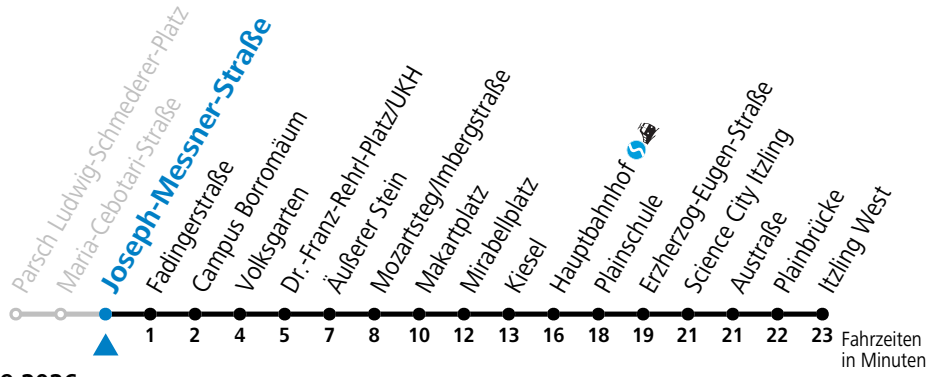 Parsch Ludwig-Schmederer-Platz
Maria-Cebotari-Straße
Joseph-Messner-Straße
Fadingerstraße
Campus Borromäum
Volksgarten
Dr.-Franz-Rehrl-Platz/UKH
Äußerer Stein
Mozartsteg/Imbergstraße
Makartplatz
Mirabellplatz
Kiesel
Hauptbahnhof S
Plainschule
Erzherzog-Eugen-Straße
Science City Itzling
Austraße
Plainbrücke
Itzling West
1 2 4 5 7 8 10 12 13 16 18 19 21 21 22 23 Fahrzeiten
in Minuten